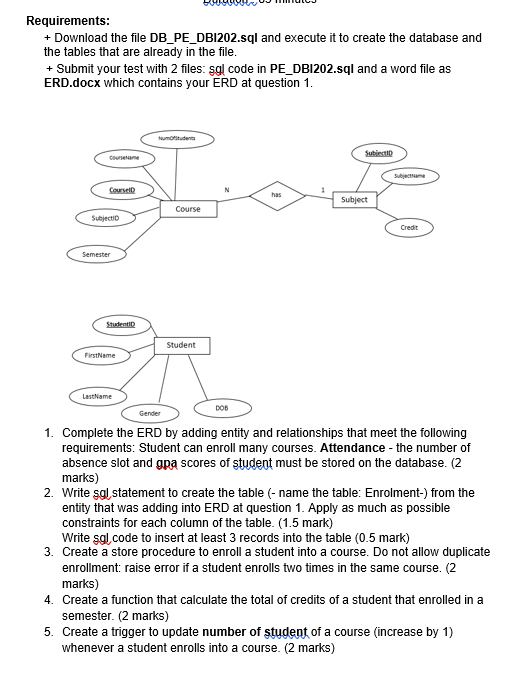 Requirements:
+ Download the file DB_PE_DBI202.sql and execute it to create the database and
the tables that are already in the file.
+ Submit your test with 2 files: sql code in PE_DBI202.sql and a word file as
ERD.docx which contains your ERD at question 1.
NumOfStudents
CourseName
CourseID
SubjectID
Semester
Course
N
has
1
Subject
SubjectID
SubjectName
Credit
StudentID
FirstName
LastName
Gender
DOB
Student
1. Complete the ERD by adding entity and relationships that meet the following
requirements: Student can enroll many courses. Attendance - the number of
absence slot and gpa scores of student must be stored on the database. (2
marks)
2. Write sql statement to create the table (- name the table: Enrolment-) from the
entity that was adding into ERD at question 1. Apply as much as possible
constraints for each column of the table. (1.5 mark)
Write sql code to insert at least 3 records into the table (0.5 mark)
3. Create a store procedure to enroll a student into a course. Do not allow duplicate
enrollment: raise error if a student enrolls two times in the same course. (2
marks)
4. Create a function that calculate the total of credits of a student that enrolled in a
semester. (2 marks)
5. Create a trigger to update number of student of a course (increase by 1)
whenever a student enrolls into a course. (2 marks)